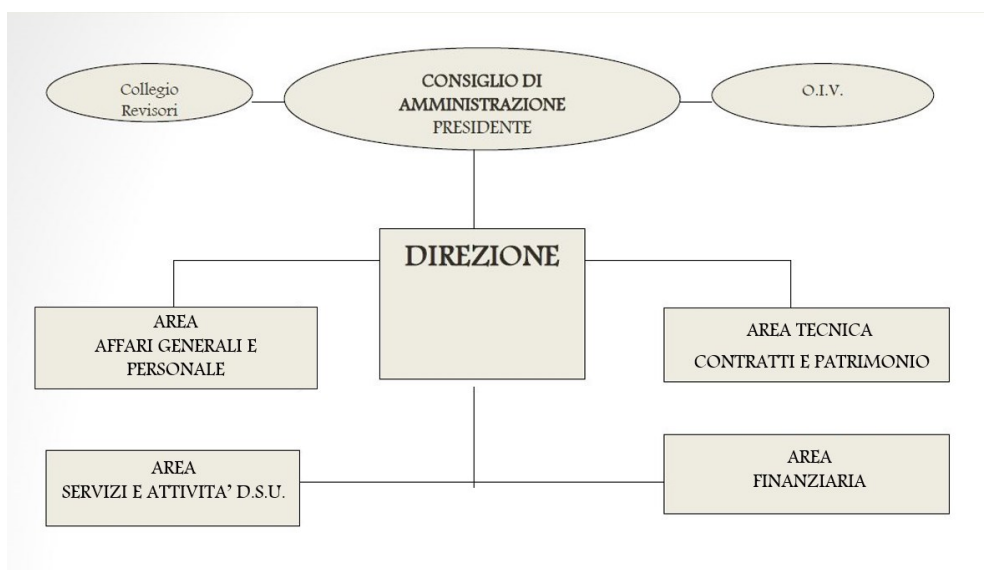 Collegio
Revisori
CONSIGLIO DI
AMMINISTRAZIONE
PRESIDENTE
O.I.V.
DIREZIONE
AREA
AFFARI GENERALI E
PERSONALE
AREA TECNICA
CONTRATTI E PATRIMONIO
AREA
SERVIZI E ATTIVITA’ D.S.U.
AREA
FINANZIARIA